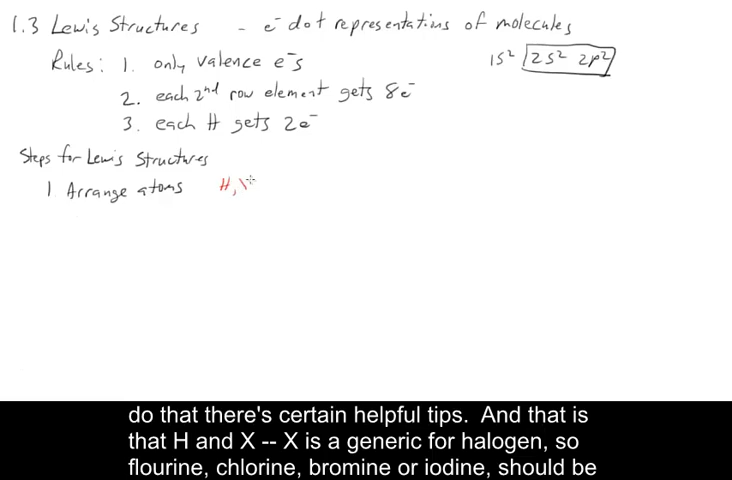 1.3 Lewis Structures - e⁻ dot representations of molecules
Rules: 1. only valence e⁻s 1s² 2s² 2p²
2. each 2nd row element gets 8e⁻
3. each H gets 2e⁻
Steps for Lewis Structures
1 Arrange atoms H,
do that there's certain helpful tips. And that is
that H and X -- X is a generic for halogen, so
flourine, chlorine, bromine or iodine, should be